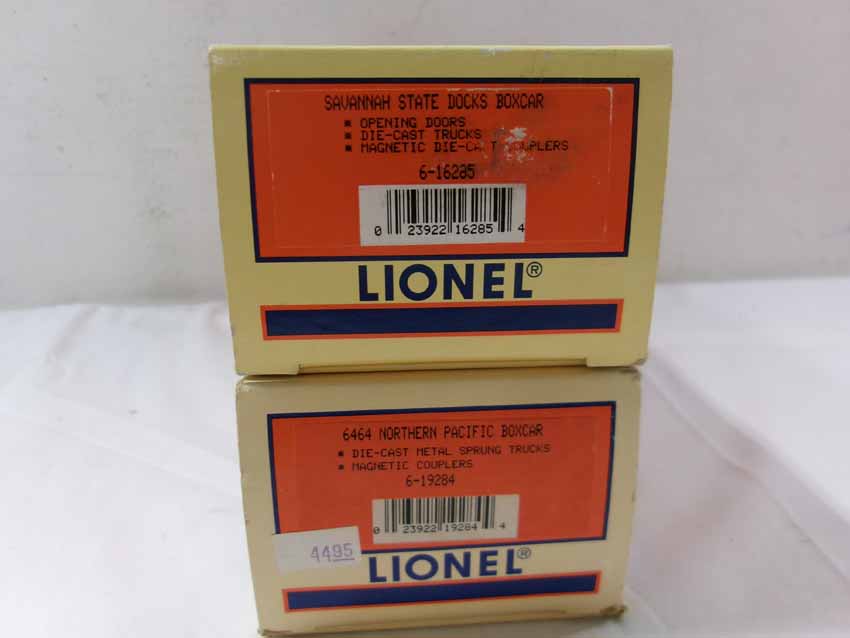 SAVANNAH STATE DOCKS BOXCAR
▪ OPENING DOORS
▪ DIE-CAST TRUCKS
▪ MAGNETIC DIE-CAST COUPLERS
6-16285
0 23922 16285 4
LIONEL®
6464 NORTHERN PACIFIC BOXCAR
▪ DIE-CAST METAL SPRUNG TRUCKS
▪ MAGNETIC COUPLERS
6-19284
0 23922 19284 4
4495
LIONEL®